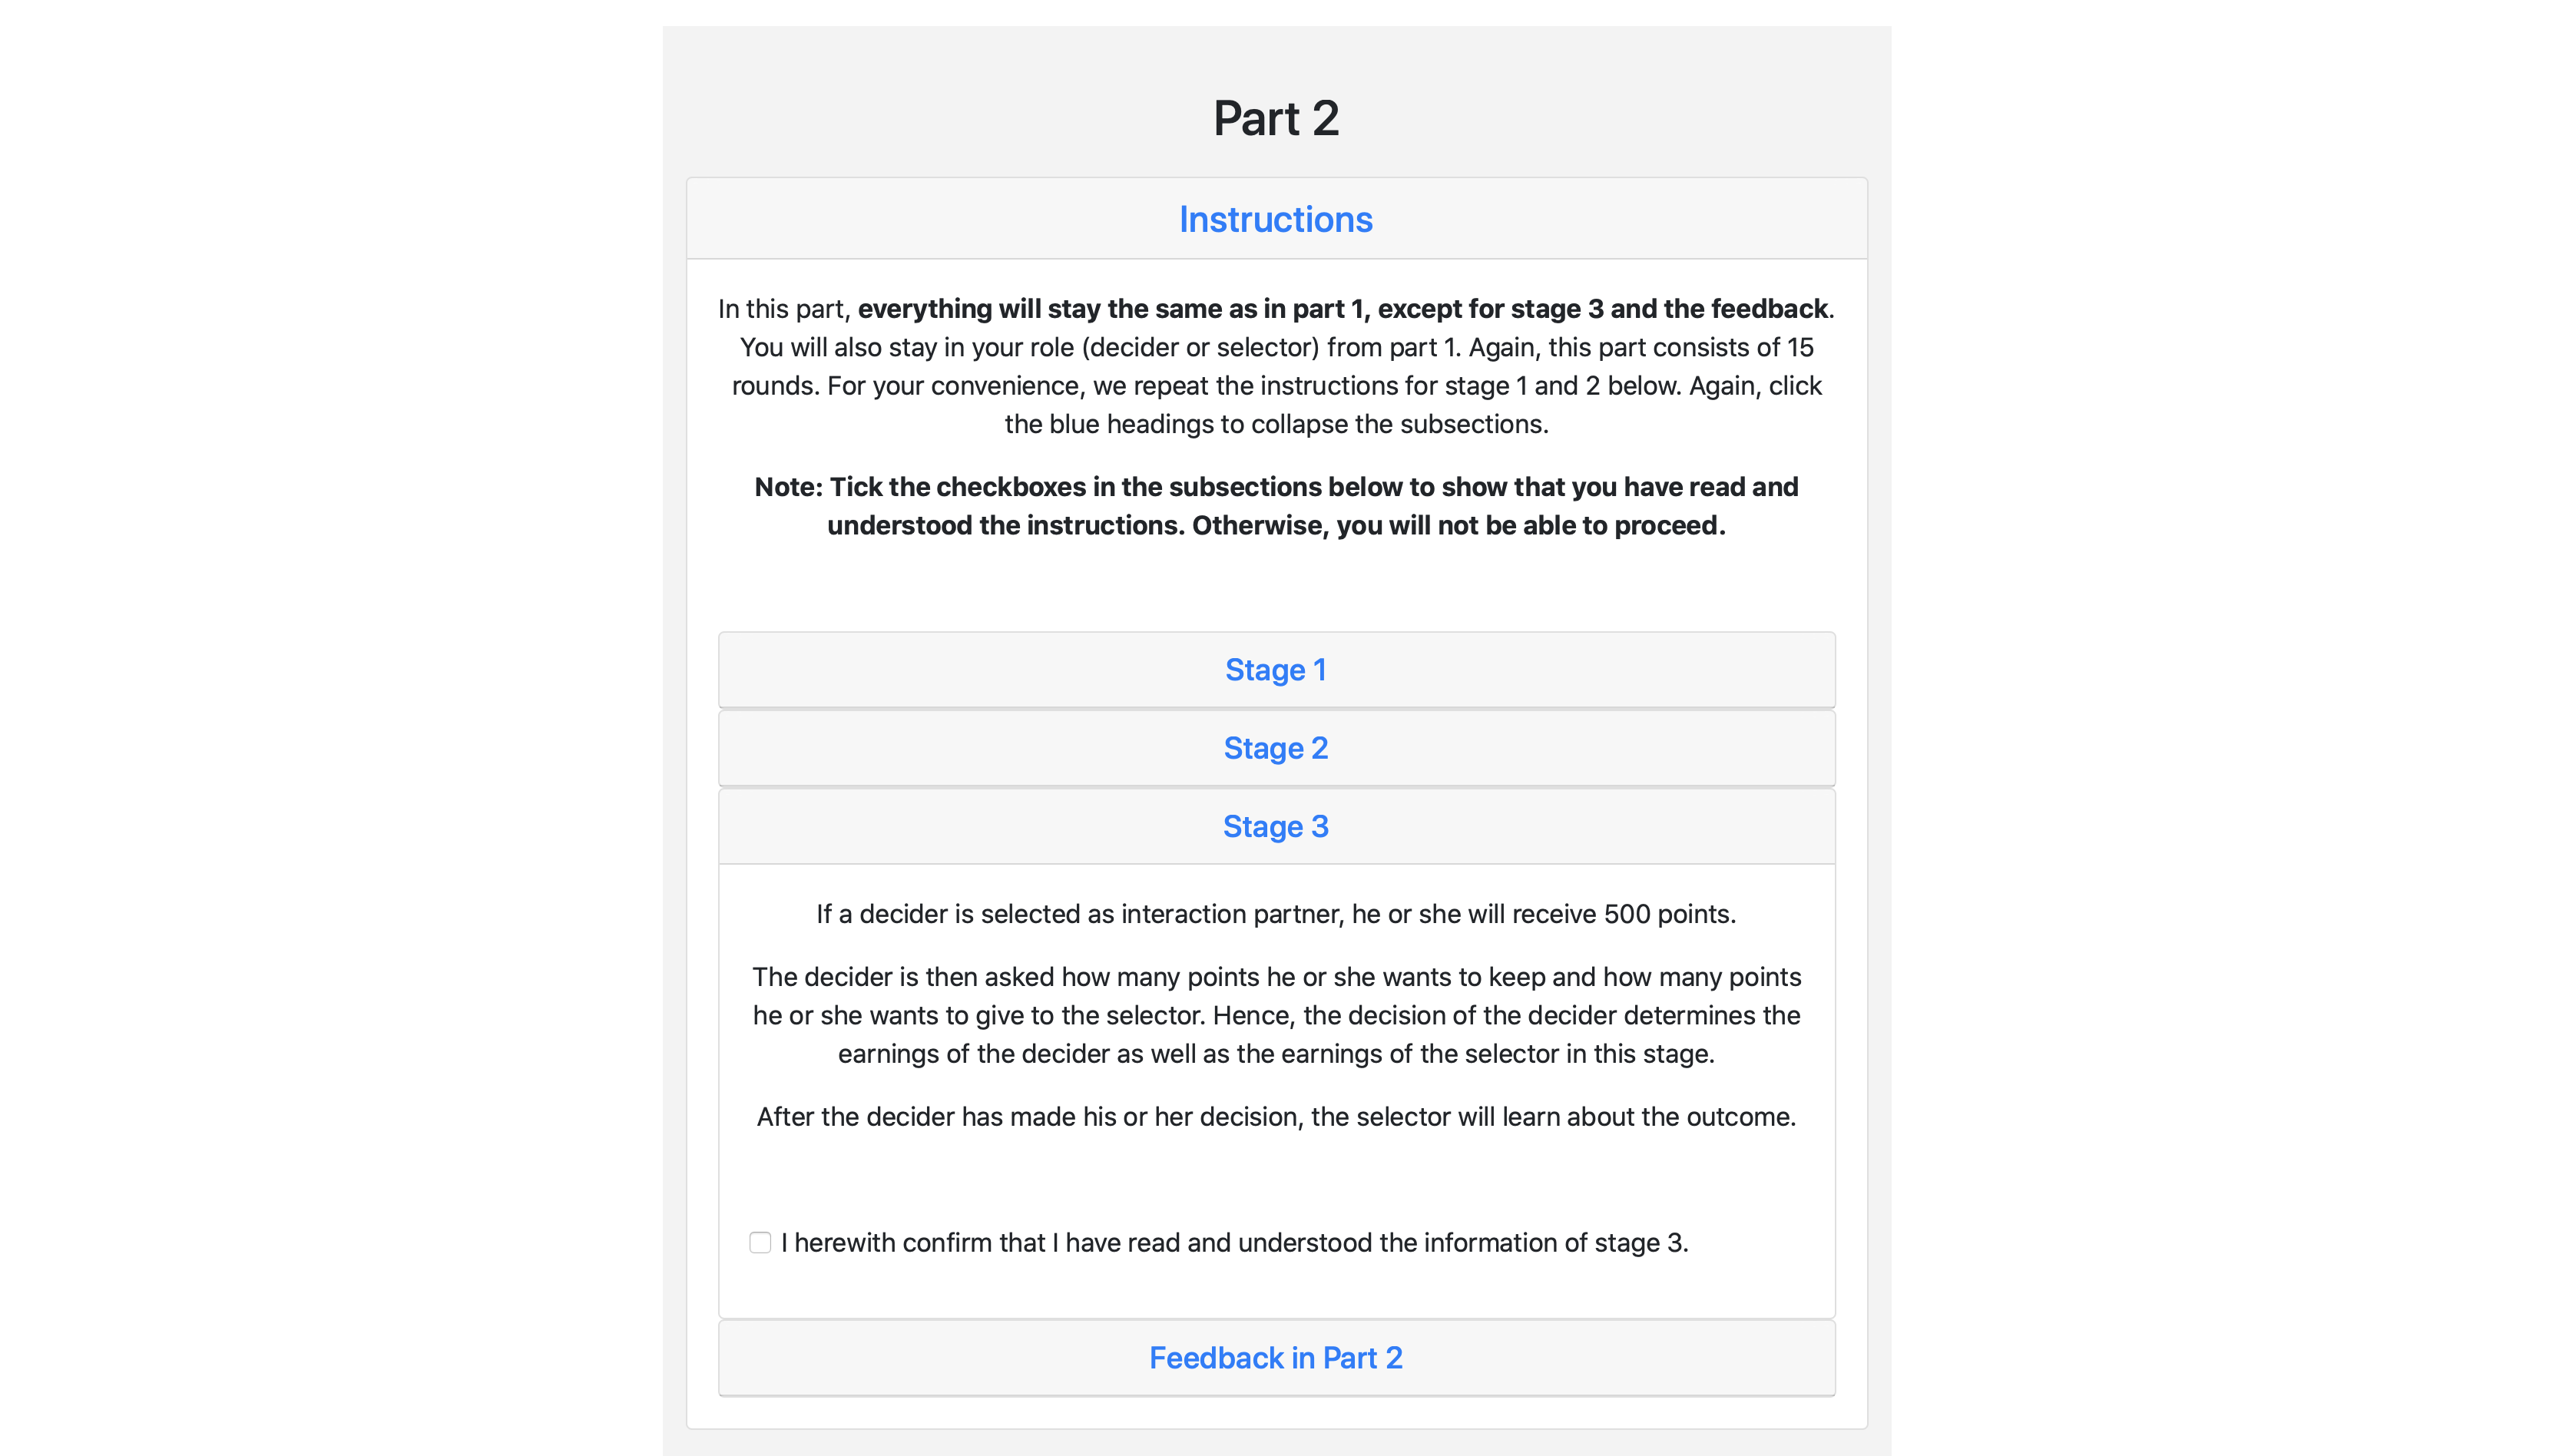 Part 2
Instructions
In this part, everything will stay the same as in part 1, except for stage 3 and the feedback.
You will also stay in your role (decider or selector) from part 1. Again, this part consists of 15
rounds. For your convenience, we repeat the instructions for stage 1 and 2 below. Again, click
the blue headings to collapse the subsections.
Note: Tick the checkboxes in the subsections below to show that you have read and
understood the instructions. Otherwise, you will not be able to proceed.
Stage 1
Stage 2
Stage 3
If a decider is selected as interaction partner, he or she will receive 500 points.
The decider is then asked how many points he or she wants to keep and how many points
he or she wants to give to the selector. Hence, the decision of the decider determines the
earnings of the decider as well as the earnings of the selector in this stage.
After the decider has made his or her decision, the selector will learn about the outcome.
I herewith confirm that I have read and understood the information of stage 3.
Feedback in Part 2